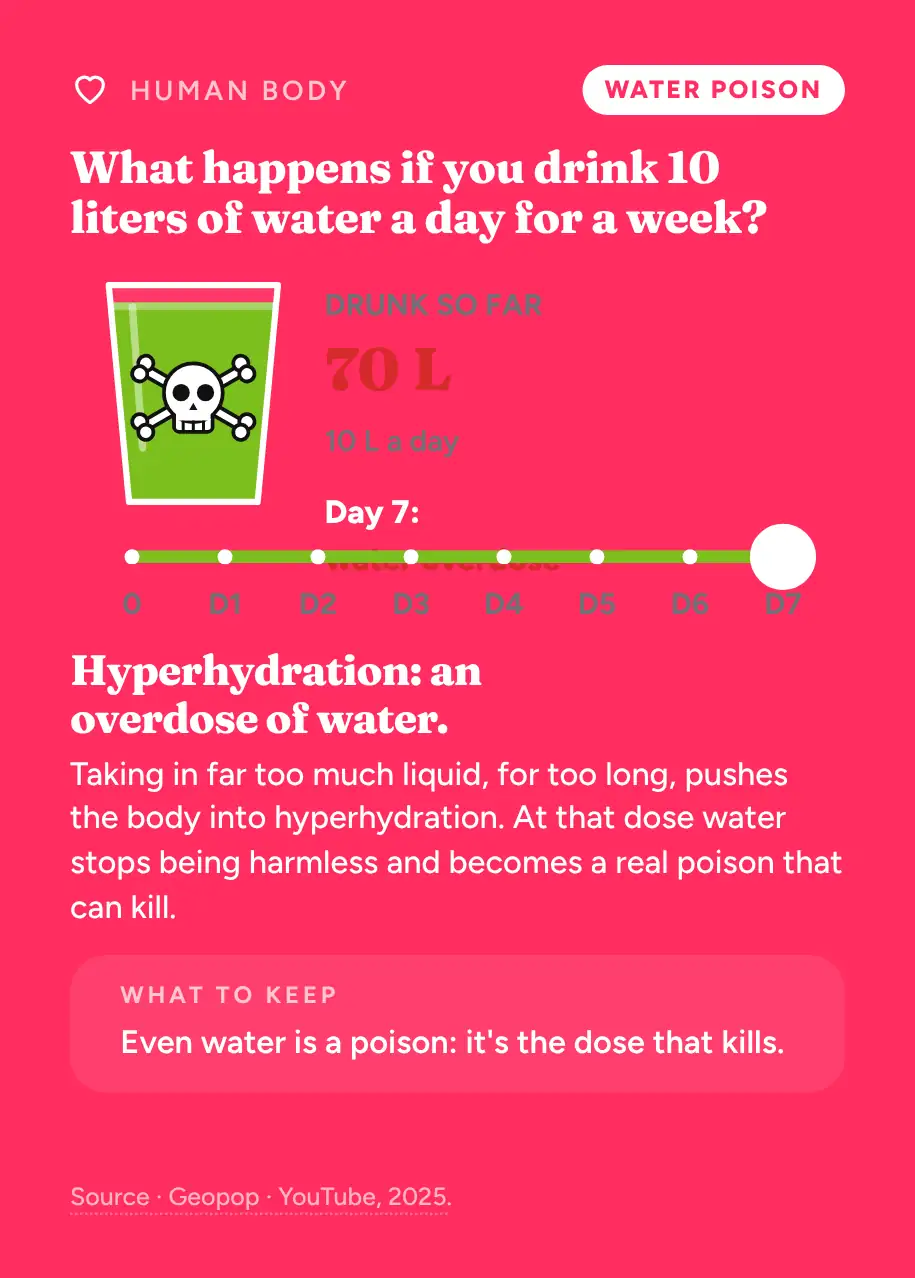 HUMAN BODY
WATER POISON
What happens if you drink 10
liters of water a day for a week?
DRUNK SO FAR
70 L
10 L a day
Day 7:
water overdose
0 D1 D2 D3 D4 D5 D6 D7
Hyperhydration: an
overdose of water.
Taking in far too much liquid, for too long, pushes
the body into hyperhydration. At that dose water
stops being harmless and becomes a real poison that
can kill.
WHAT TO KEEP
Even water is a poison: it's the dose that kills.
Source · Geopop · YouTube, 2025.